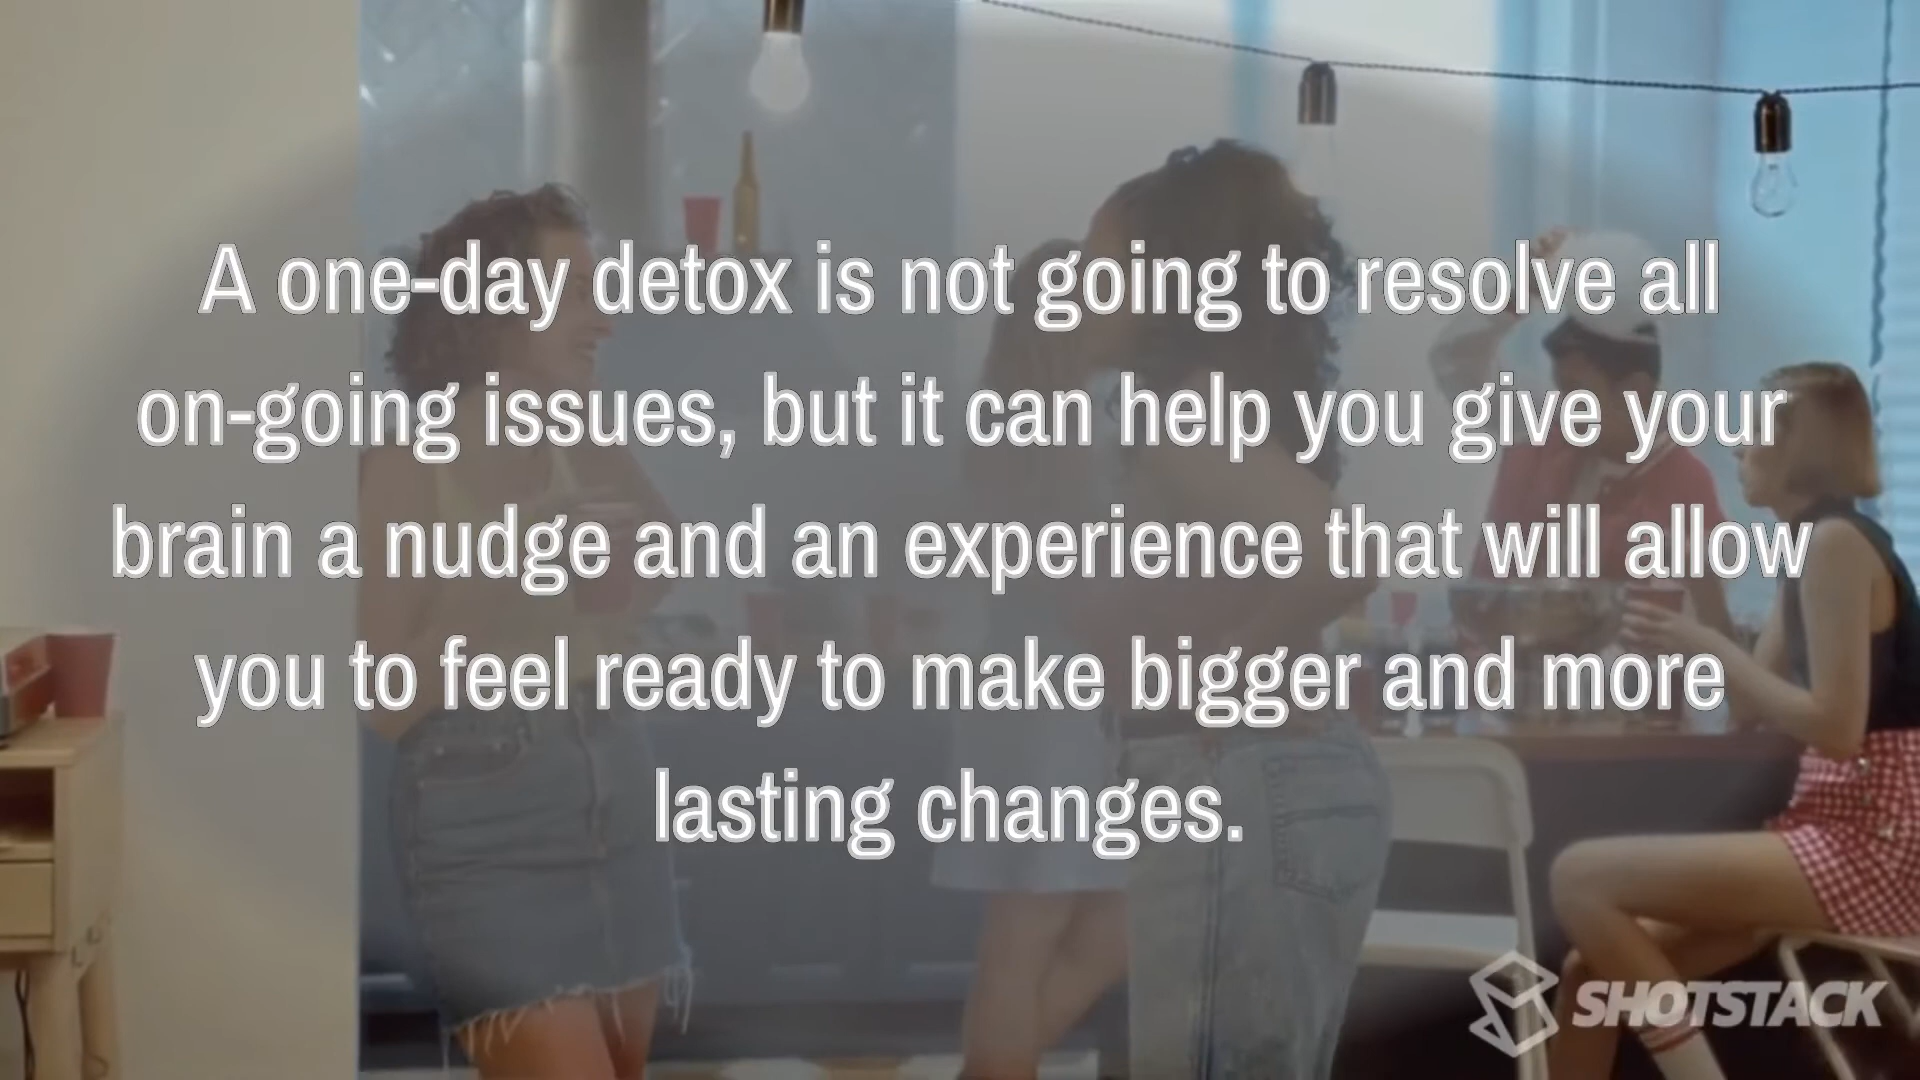 A one-day detox is not going to resolve all
on-going issues, but it can help you give your
brain a nudge and an experience that will allow
you to feel ready to make bigger and more
lasting changes.
SHOTSTACK